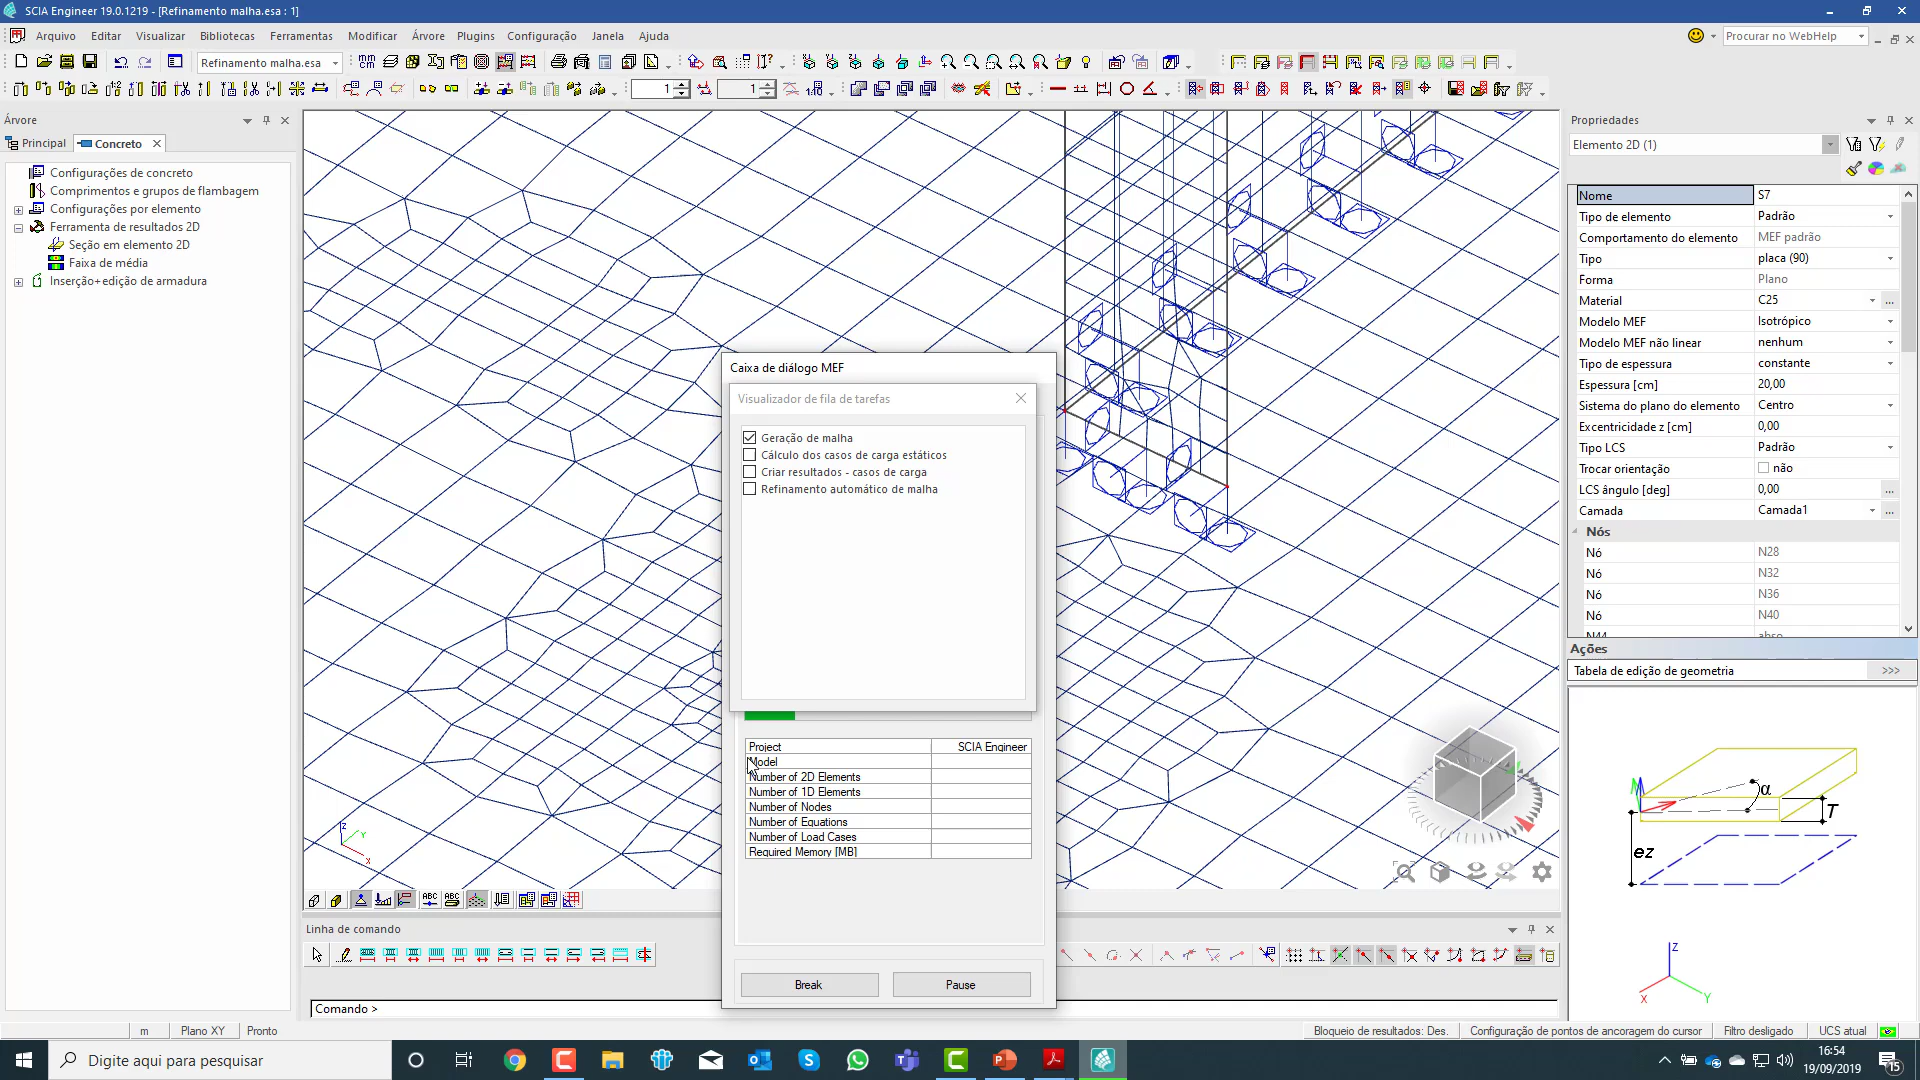 SCIA Engineer 19.0.1219 - [Refinamento malha.esa : 1]
Arquivo Editar Visualizar Bibliotecas Ferramentas Modificar Árvore Plugins Configuração Janela Ajuda
Procurar no WebHelp
Refinamento malha.esa
1
1
Árvore
Principal
Concreto
Configurações de concreto
Comprimentos e grupos de flambagem
Configurações por elemento
Ferramenta de resultados 2D
Seção em elemento 2D
Faixa de média
Inserção+edição de armadura
Caixa de diálogo MEF
Visualizador de fila de tarefas
Geração de malha
Cálculo dos casos de carga estáticos
Criar resultados - casos de carga
Refinamento automático de malha
Project SCIA Engineer
Model
Number of 2D Elements
Number of 1D Elements
Number of Nodes
Number of Equations
Number of Load Cases
Required Memory [MB]
Break
Pause
Z
Y
X
ABC
ABC
Linha de comando
Comando >
Propriedades
Elemento 2D (1)
Nome S7
Tipo de elemento Padrão
Comportamento do elemento MEF padrão
Tipo placa (90)
Forma Plano
Material C25
Modelo MEF Isotrópico
Modelo MEF não linear nenhum
Tipo de espessura constante
Espessura [cm] 20,00
Sistema do plano do elemento Centro
Excentricidade z [cm] 0,00
Tipo LCS Padrão
Trocar orientação não
LCS ângulo [deg] 0,00
Camada Camada1
Nós
Nó N28
Nó N32
Nó N36
Nó N40
N44 abso
Ações
Tabela de edição de geometria >>>
α
T
ez
Z
X
Y
m Plano XY Pronto
Bloqueio de resultados: Des. Configuração de pontos de ancoragem do cursor Filtro desligado UCS atual
Digite aqui para pesquisar
16:54
19/09/2019
15